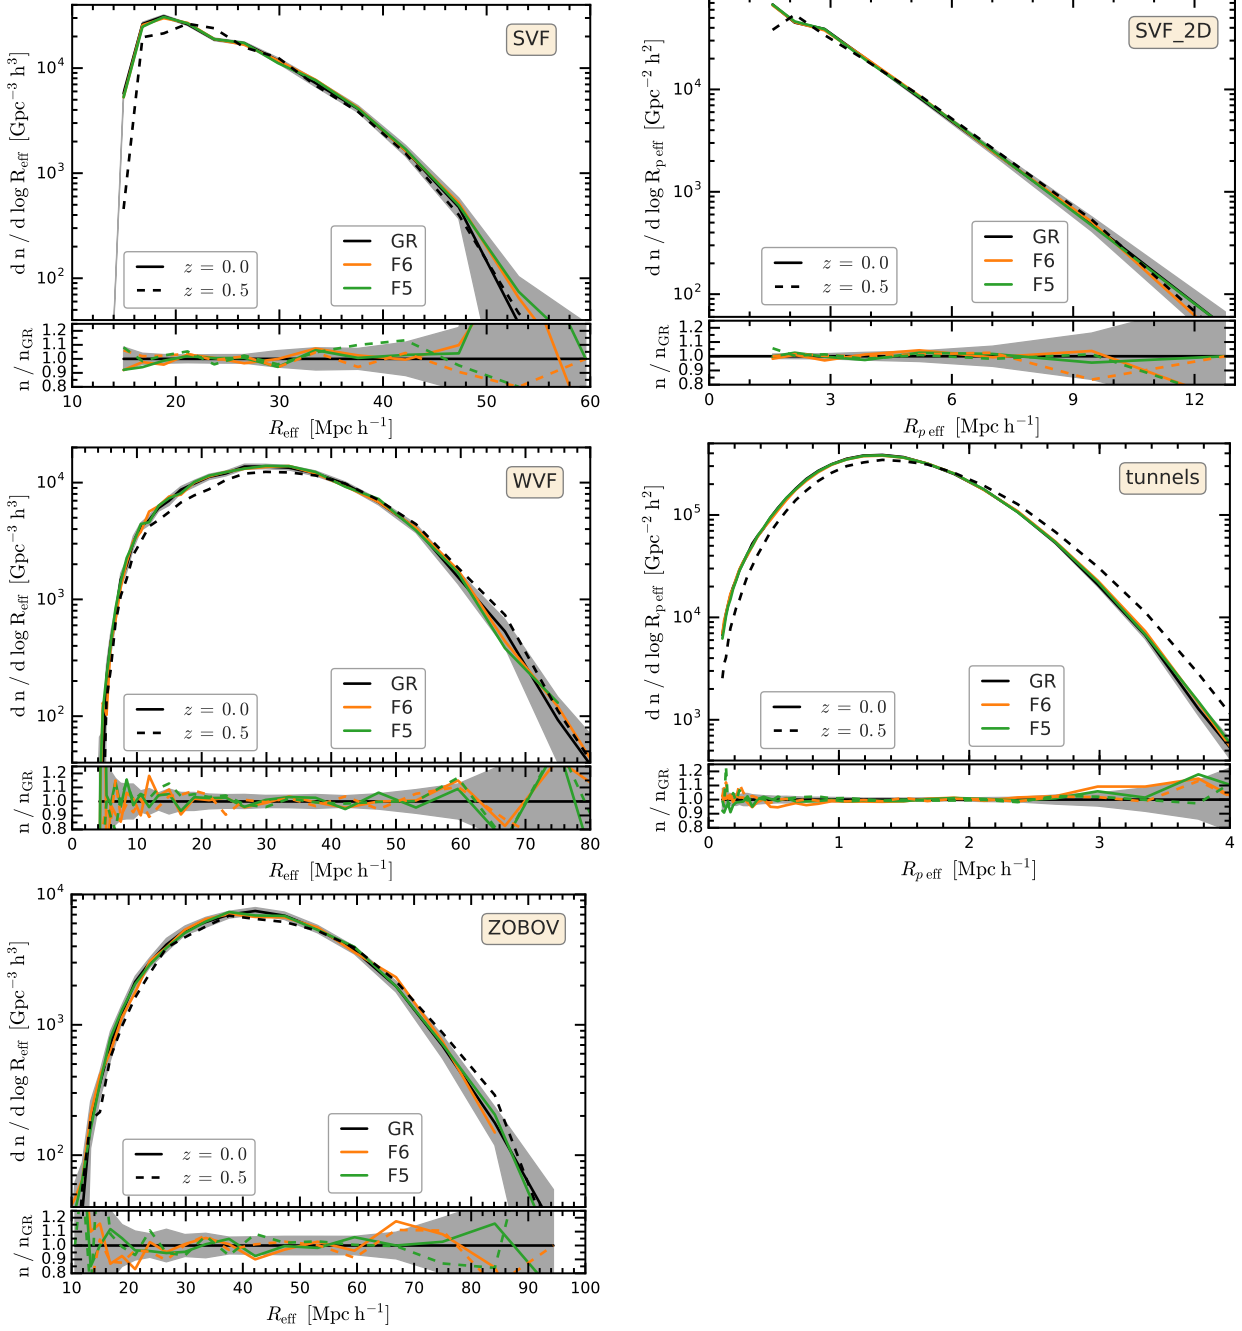 SVF
d n / d log R_eff [Gpc⁻³ h³]
10⁴
10³
10²
z = 0.0
z = 0.5
GR
F6
F5
n / n_GR
1.2
1.1
1.0
0.9
0.8
10 20 30 40 50 60
R_eff [Mpc h⁻¹]
SVF_2D
d n / d log R_p eff [Gpc⁻² h²]
10⁴
10³
10²
z = 0.0
z = 0.5
GR
F6
F5
n / n_GR
1.2
1.1
1.0
0.9
0.8
0 3 6 9 12
R_p eff [Mpc h⁻¹]
WVF
d n / d log R_eff [Gpc⁻³ h³]
10⁴
10³
10²
z = 0.0
z = 0.5
GR
F6
F5
n / n_GR
1.2
1.1
1.0
0.9
0.8
0 10 20 30 40 50 60 70 80
R_eff [Mpc h⁻¹]
tunnels
d n / d log R_p eff [Gpc⁻² h²]
10⁵
10⁴
10³
z = 0.0
z = 0.5
GR
F6
F5
n / n_GR
1.2
1.1
1.0
0.9
0.8
0 1 2 3 4
R_p eff [Mpc h⁻¹]
ZOBOV
d n / d log R_eff [Gpc⁻³ h³]
10⁴
10³
10²
z = 0.0
z = 0.5
GR
F6
F5
n / n_GR
1.2
1.1
1.0
0.9
0.8
10 20 30 40 50 60 70 80 90 100
R_eff [Mpc h⁻¹]